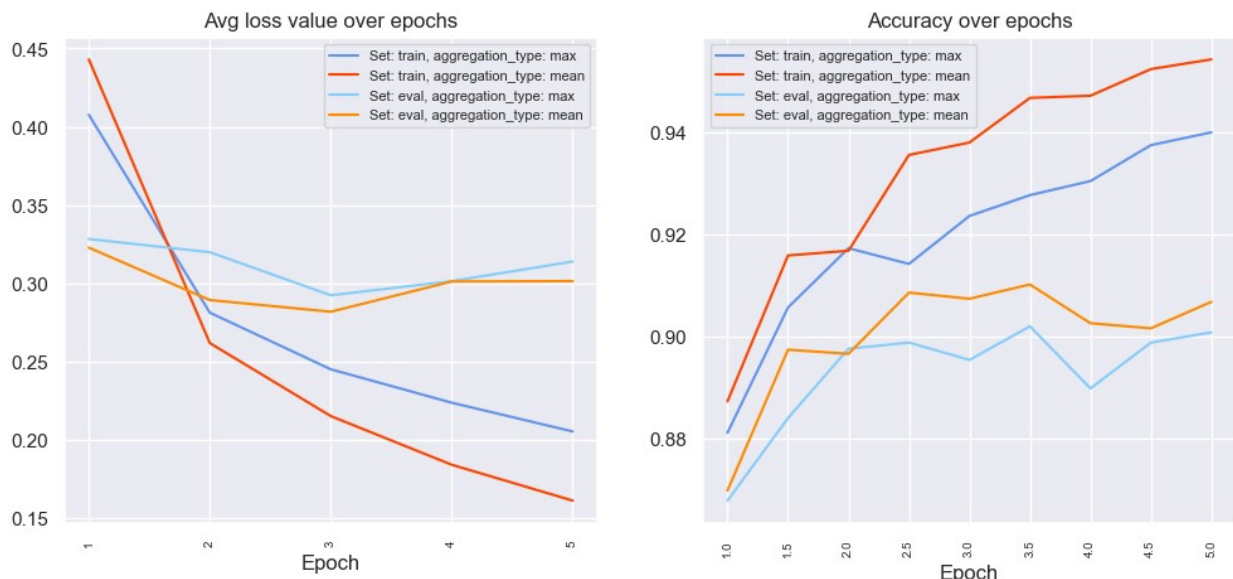 Avg loss value over epochs
0.45
0.40
0.35
0.30
0.25
0.20
0.15
Set: train, aggregation_type: max
Set: train, aggregation_type: mean
Set: eval, aggregation_type: max
Set: eval, aggregation_type: mean
1
2
3
4
5
Epoch
Accuracy over epochs
Set: train, aggregation_type: max
Set: train, aggregation_type: mean
Set: eval, aggregation_type: max
Set: eval, aggregation_type: mean
0.94
0.92
0.90
0.88
1.0
1.5
2.0
2.5
3.0
3.5
4.0
4.5
5.0
Epoch